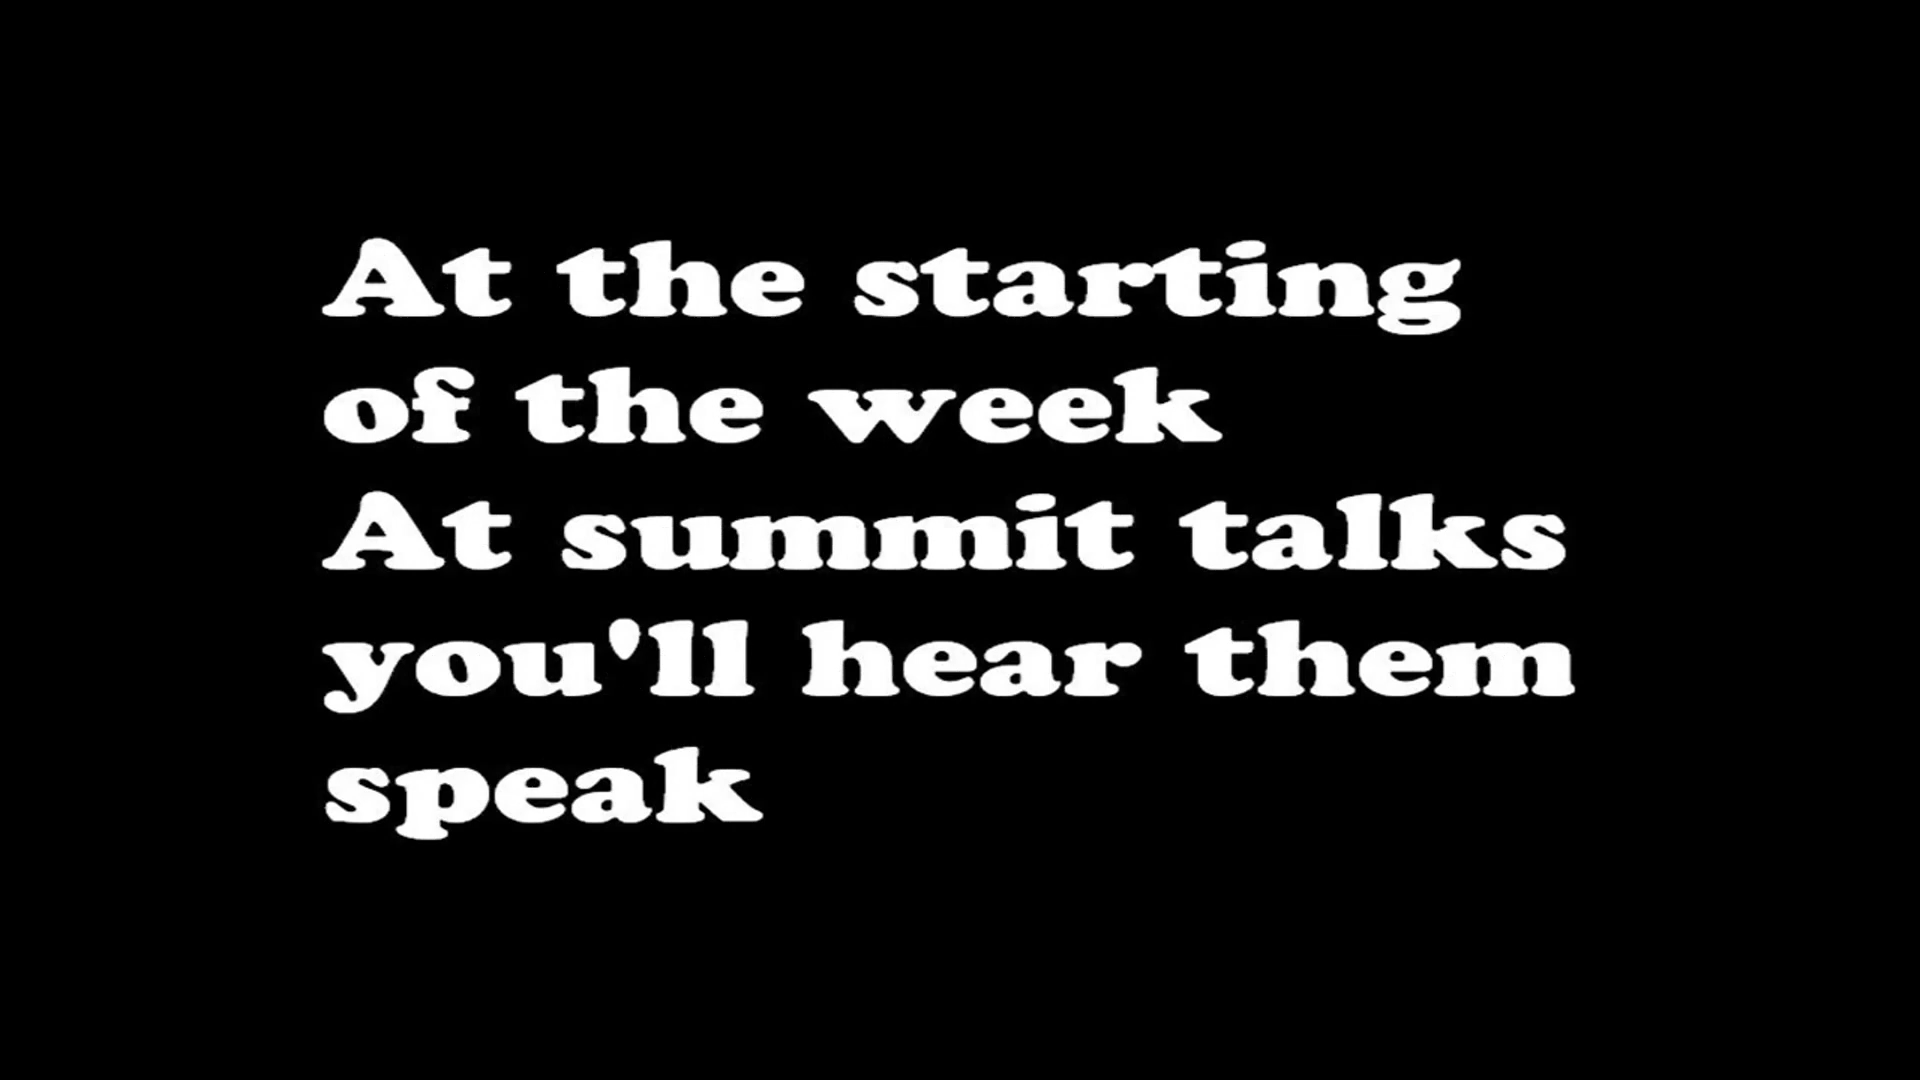 At the starting
of the week
At summit talks
you'll hear them
speak